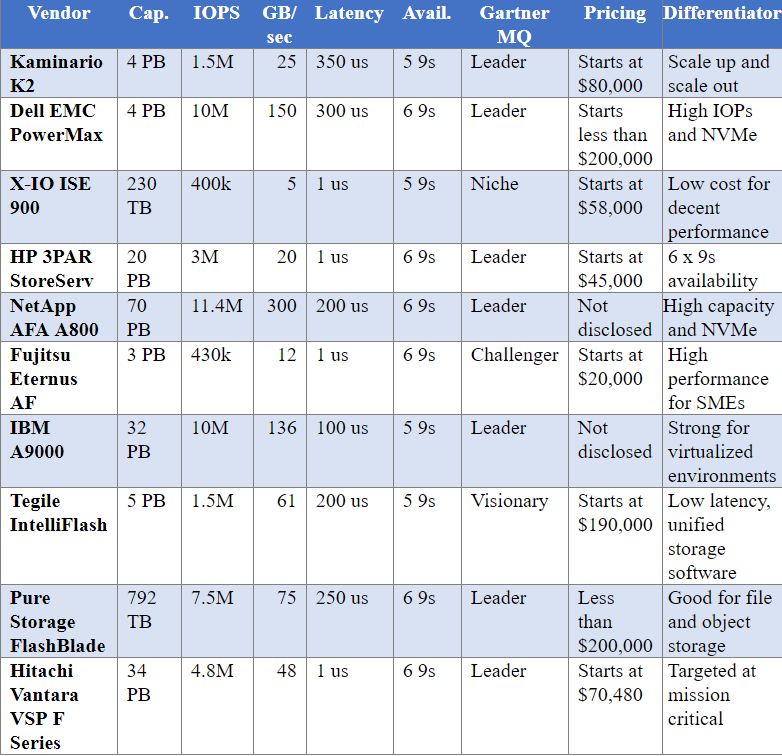 Vendor Cap. IOPS GB/ sec Latency Avail. Gartner MQ Pricing Differentiator
Kaminario K2 4 PB 1.5M 25 350 us 5 9s Leader Starts at $80,000 Scale up and scale out
Dell EMC PowerMax 4 PB 10M 150 300 us 6 9s Leader Starts less than $200,000 High IOPs and NVMe
X-IO ISE 900 230 TB 400k 5 1 us 5 9s Niche Starts at $58,000 Low cost for decent performance
HP 3PAR StoreServ 20 PB 3M 20 1 us 6 9s Leader Starts at $45,000 6 x 9s availability
NetApp AFA A800 70 PB 11.4M 300 200 us 6 9s Leader Not disclosed High capacity and NVMe
Fujitsu Eternus AF 3 PB 430k 12 1 us 6 9s Challenger Starts at $20,000 High performance for SMEs
IBM A9000 32 PB 10M 136 100 us 5 9s Leader Not disclosed Strong for virtualized environments
Tegile IntelliFlash 5 PB 1.5M 61 200 us 5 9s Visionary Starts at $190,000 Low latency, unified storage software
Pure Storage FlashBlade 792 TB 7.5M 75 250 us 6 9s Leader Less than $200,000 Good for file and object storage
Hitachi Vantara VSP F Series 34 PB 4.8M 48 1 us 6 9s Leader Starts at $70,480 Targeted at mission critical